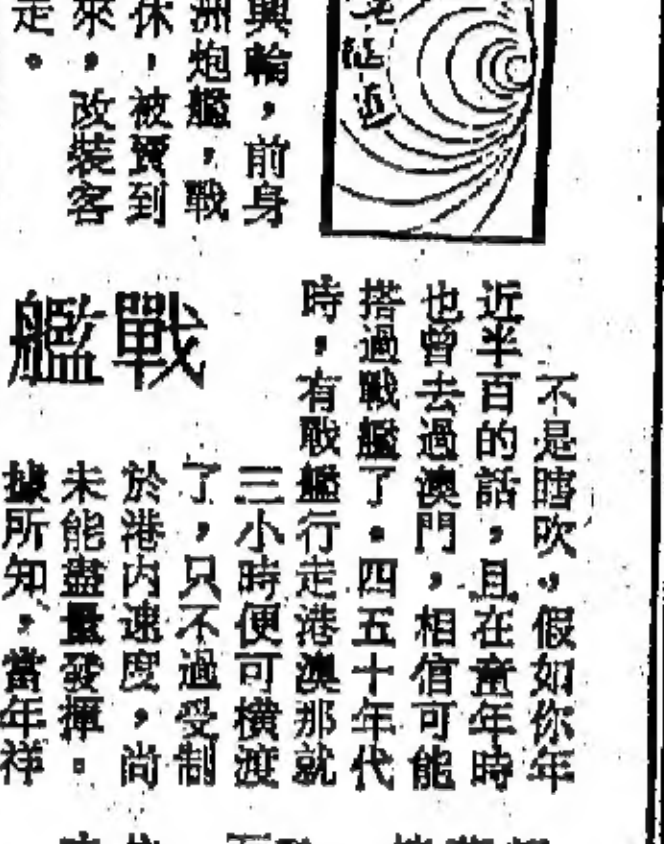 戰艦
不是瞎吹，假如你年
近半百的話，且在童年時
也曾去過澳門，相信可能
搭過戰艦了。四五十年代
時，有戰艦行走港澳那就
三小時便可橫渡
了，只不過受制
於港内速度，尚
未能盡量發揮。
據所知，當年祥
興輪，前身
洲炮艦，戰
休，被賣到
來，改裝客
走。